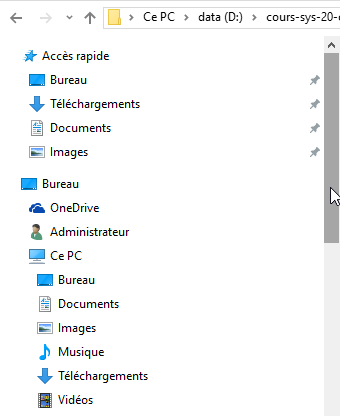 Ce PC > data (D:) > cours-sys-20-
Accès rapide
Bureau
Téléchargements
Documents
Images
Bureau
OneDrive
Administrateur
Ce PC
Bureau
Documents
Images
Musique
Téléchargements
Vidéos